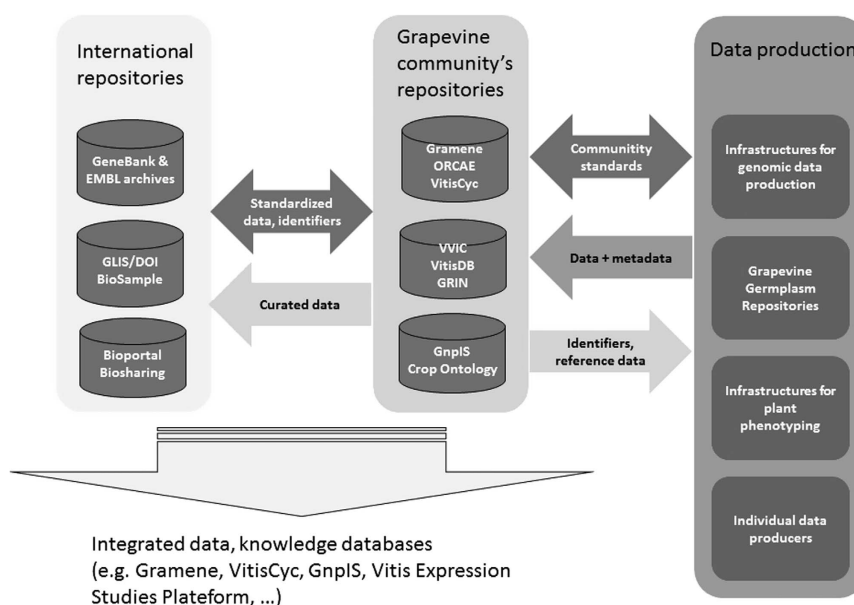 International
repositories
GeneBank &
EMBL archives
GLIS/DOI
BioSample
Bioportal
Biosharing
Standardized
data, identifiers
Curated data
Grapevine
community's
repositories
Gramene
ORCAE
VitisCyc
VVIC
VitisDB
GRIN
GnpIS
Crop Ontology
Commuunity
standards
Data + metadata
Identifiers,
reference data
Data production
Infrastructures for
genomic data
production
Grapevine
Germplasm
Repositories
Infrastructures for
plant
phenotyping
Individual data
producers
Integrated data, knowledge databases
(e.g. Gramene, VitisCyc, GnpIS, Vitis Expression
Studies Plateform, ...)